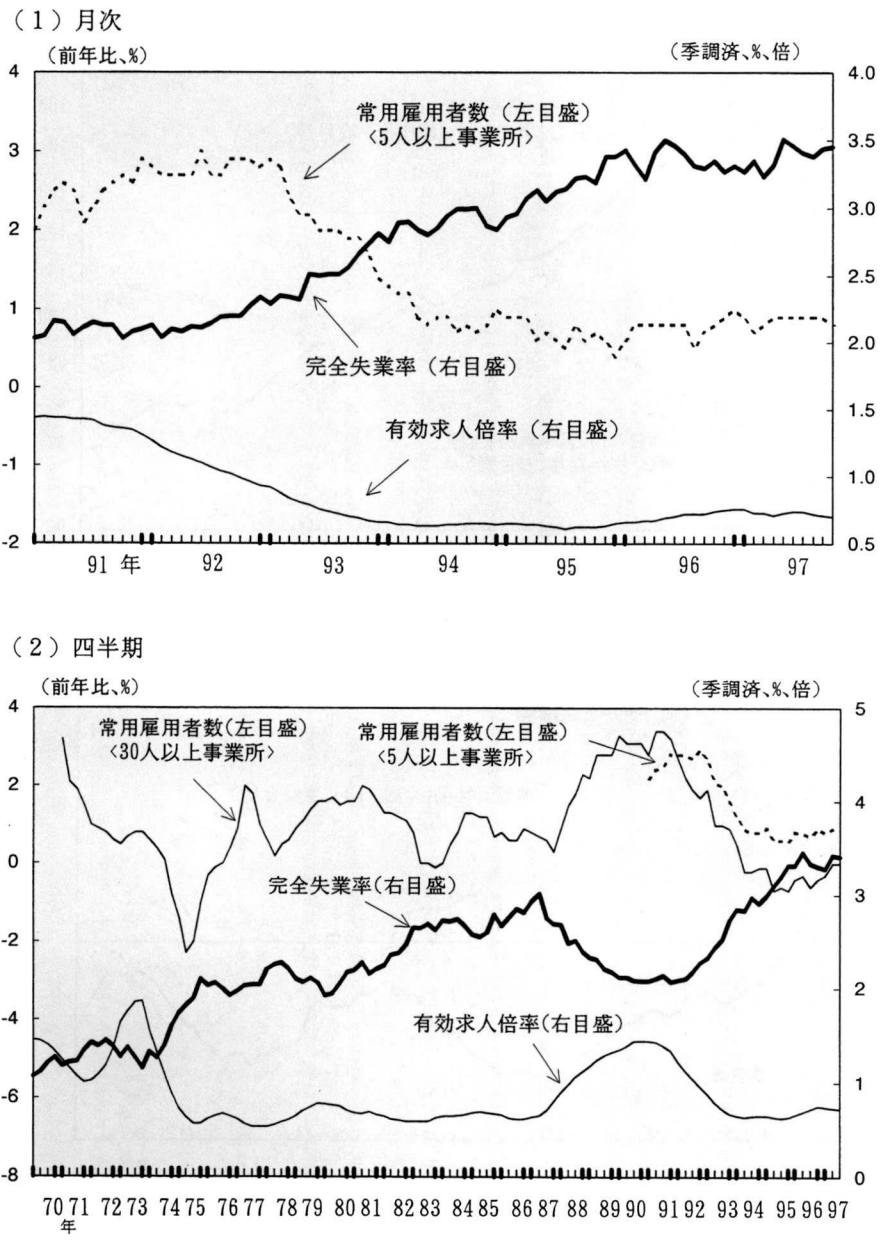 （１）月次
（前年比、%）
（季調済、%、倍）
4
3
2
1
0
-1
-2
4.0
3.5
3.0
2.5
2.0
1.5
1.0
0.5
常用雇用者数（左目盛）
<5人以上事業所>
完全失業率（右目盛）
有効求人倍率（右目盛）
91 年 92 93 94 95 96 97
（２）四半期
（前年比、%）
（季調済、%、倍）
4
2
0
-2
-4
-6
-8
5
4
3
2
1
0
常用雇用者数(左目盛)
<30人以上事業所>
常用雇用者数(左目盛)
<5人以上事業所>
完全失業率(右目盛)
有効求人倍率(右目盛)
70 71 72 73 74 75 76 77 78 79 80 81 82 83 84 85 86 87 88 89 90 91 92 93 94 95 96 97
年